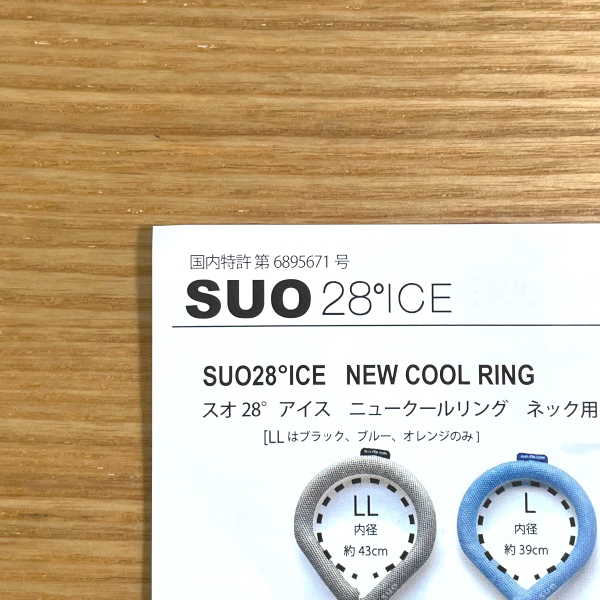 国内特許 第 6895671 号
SUO 28°ICE
SUO28°ICE NEW COOL RING
スオ 28° アイス ニュークールリング ネック用
[LL はブラック、ブルー、オレンジのみ]
LL
内径
約 43cm
L
内径
約 39cm
suo
suo